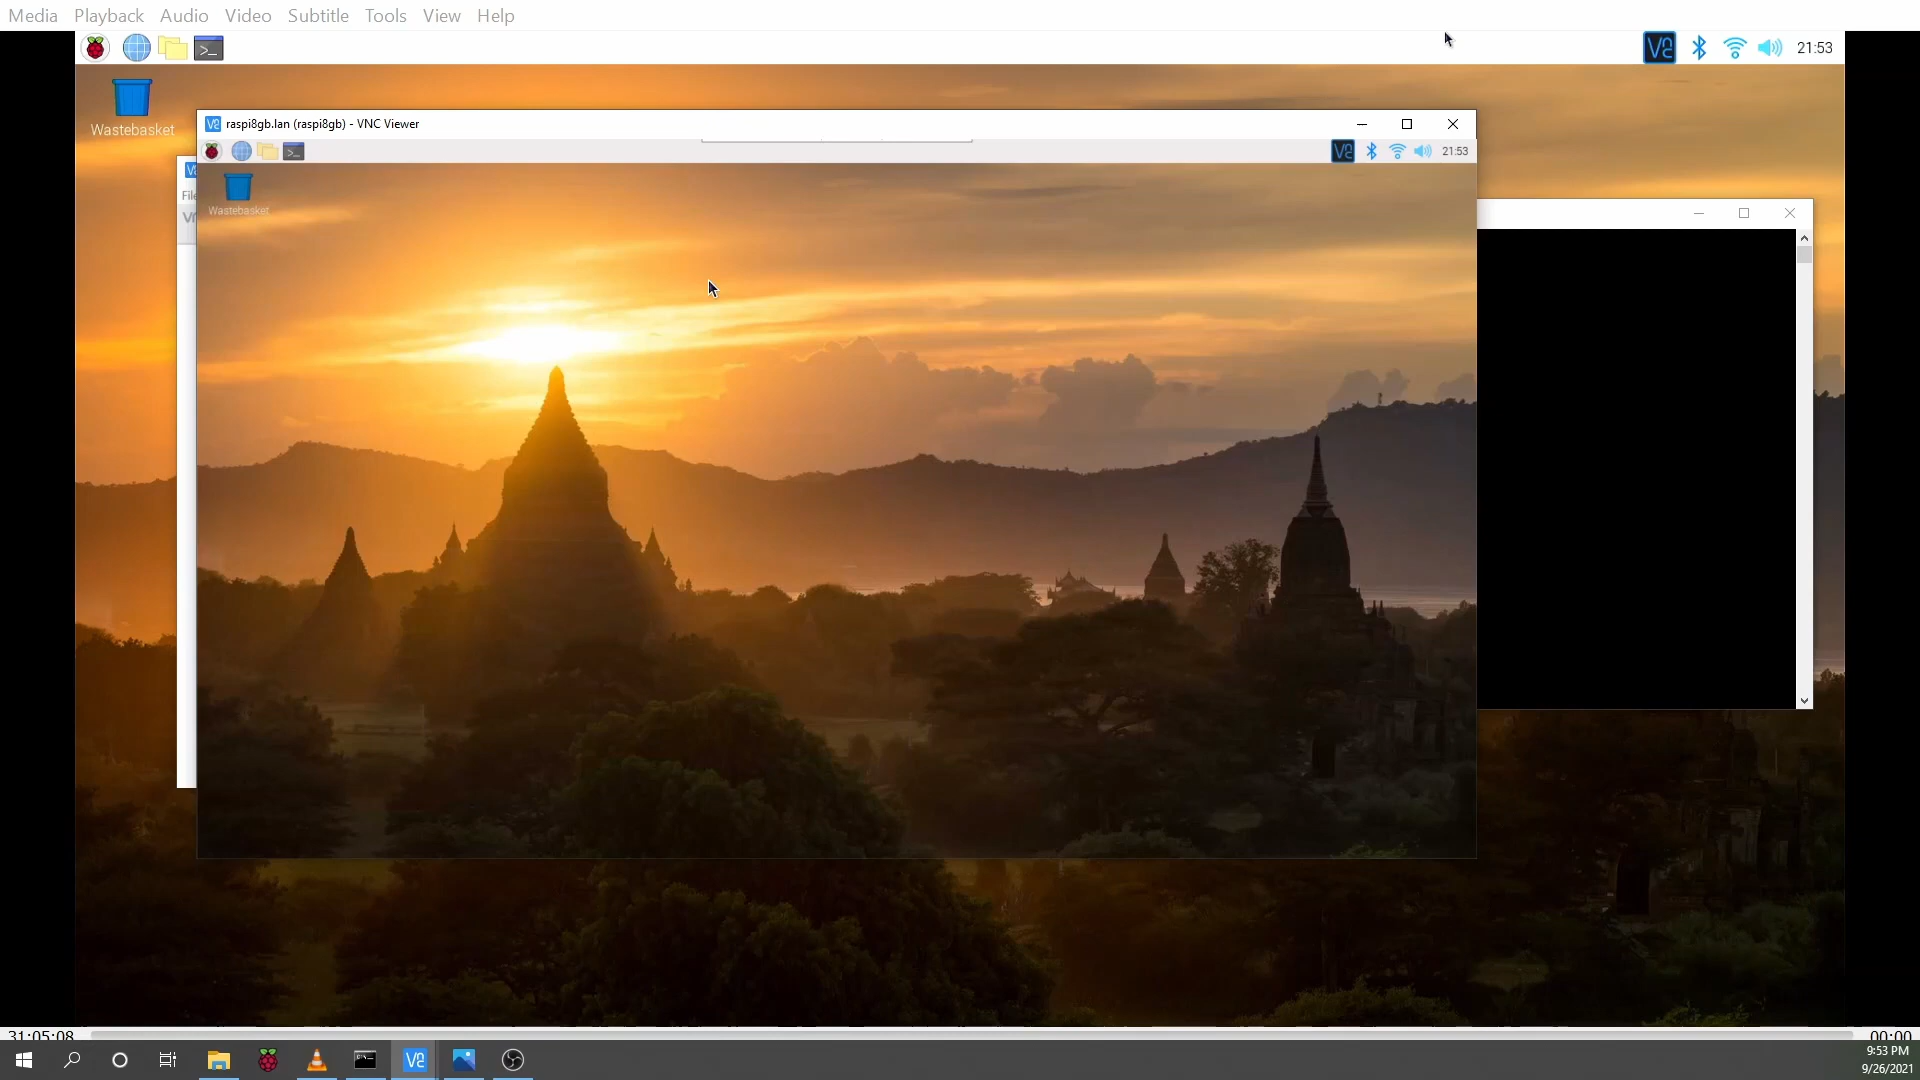 Media Playback Audio Video Subtitle Tools View Help
21:53
Wastebasket
raspi8gb.lan (raspi8gb) - VNC Viewer
21:53
File
Wastebasket
31:05:08
00:00
9:53 PM
9/26/2021